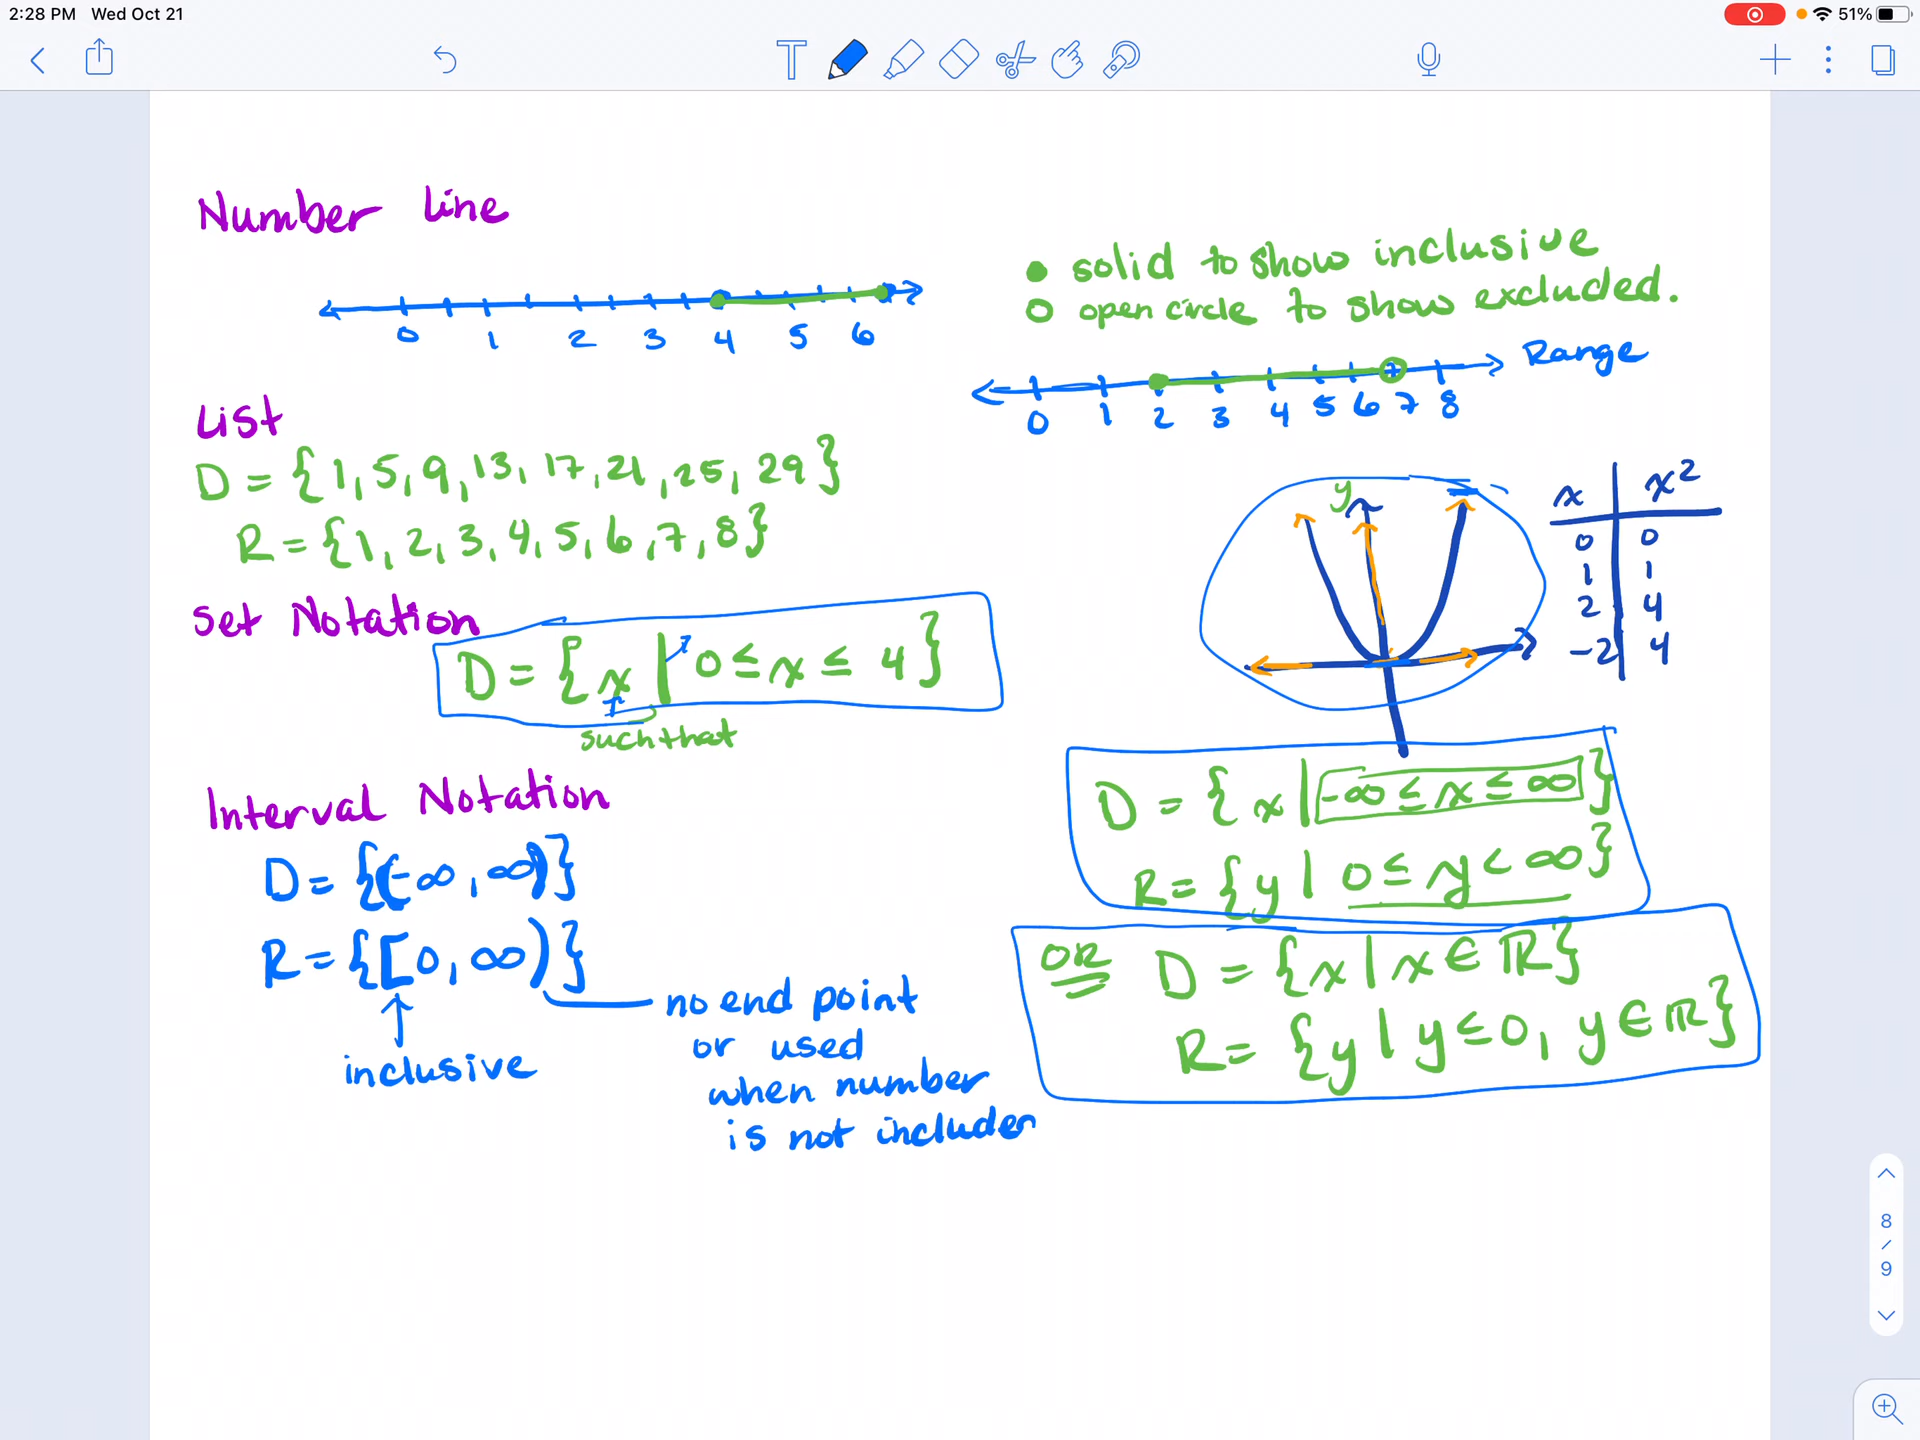 2:28 PM Wed Oct 21
51%
Number Line
0 1 2 3 4 5 6
solid to show inclusive
open circle to show excluded.
Range
0 1 2 3 4 5 6 7 8
List
D = {1, 5, 9, 13, 17, 21, 25, 29}
R = {1, 2, 3, 4, 5, 6, 7, 8}
y
x | x²
0 | 0
1 | 1
2 | 4
-2 | 4
Set Notation
D = {x | 0 ≤ x ≤ 4}
such that
D = {x | -∞ ≤ x ≤ ∞}
R = {y | 0 ≤ y < ∞}
OR D = {x | x ∈ ℝ}
R = {y | y ≤ 0, y ∈ ℝ}
Interval Notation
D = {(-∞, ∞)}
R = {[0, ∞)}
inclusive
no end point
or used
when number
is not included
8
/
9